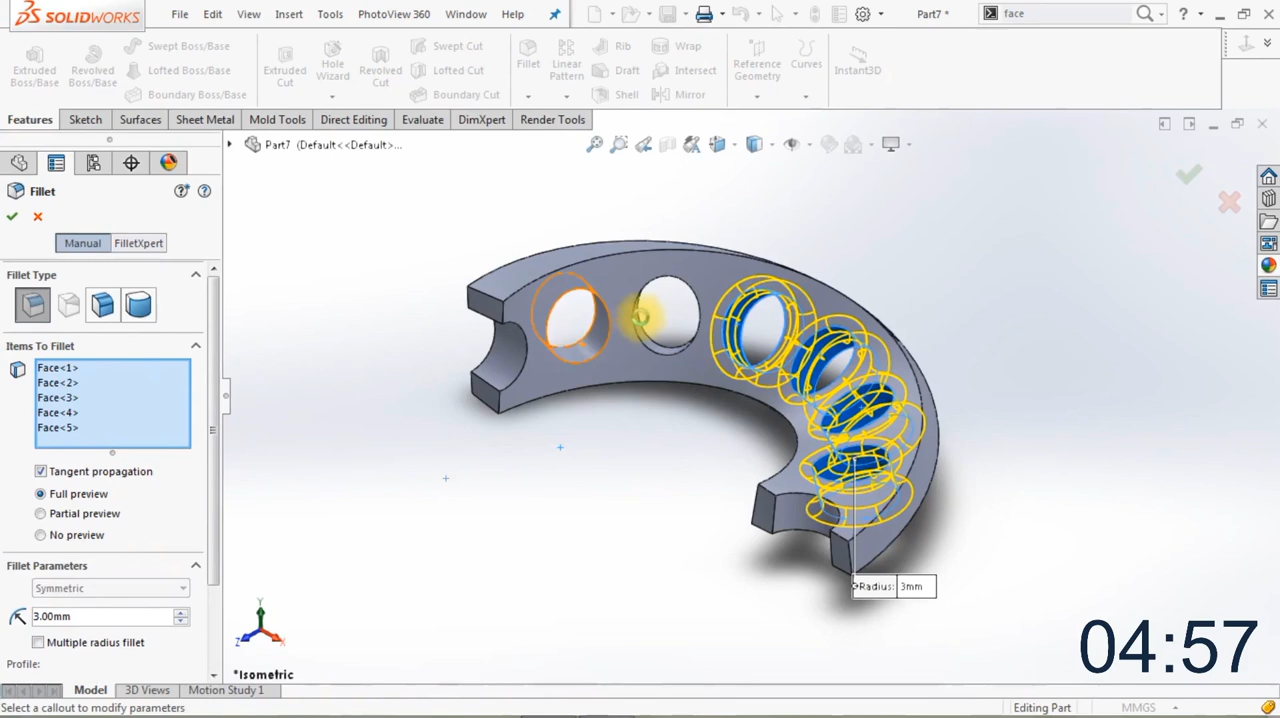 SOLIDWORKS File Edit View Insert Tools PhotoView 360 Window Help Part7 * face ?
Extruded Boss/Base
Revolved Boss/Base
Swept Boss/Base
Lofted Boss/Base
Boundary Boss/Base
Extruded Cut
Hole Wizard
Revolved Cut
Swept Cut
Lofted Cut
Boundary Cut
Fillet
Linear Pattern
Rib
Draft
Shell
Wrap
Intersect
Mirror
Reference Geometry
Curves
Instant3D
Features Sketch Surfaces Sheet Metal Mold Tools Direct Editing Evaluate DimXpert Render Tools
Part7 (Default<<Default>...
Fillet
Manual FilletXpert
Fillet Type
Items To Fillet
Face<1>
Face<2>
Face<3>
Face<4>
Face<5>
Tangent propagation
Full preview
Partial preview
No preview
Fillet Parameters
Symmetric
3.00mm
Multiple radius fillet
Profile:
Radius: 3mm
Y
Z X
*Isometric
04:57
Model 3D Views Motion Study 1
Select a callout to modify parameters Editing Part MMGS